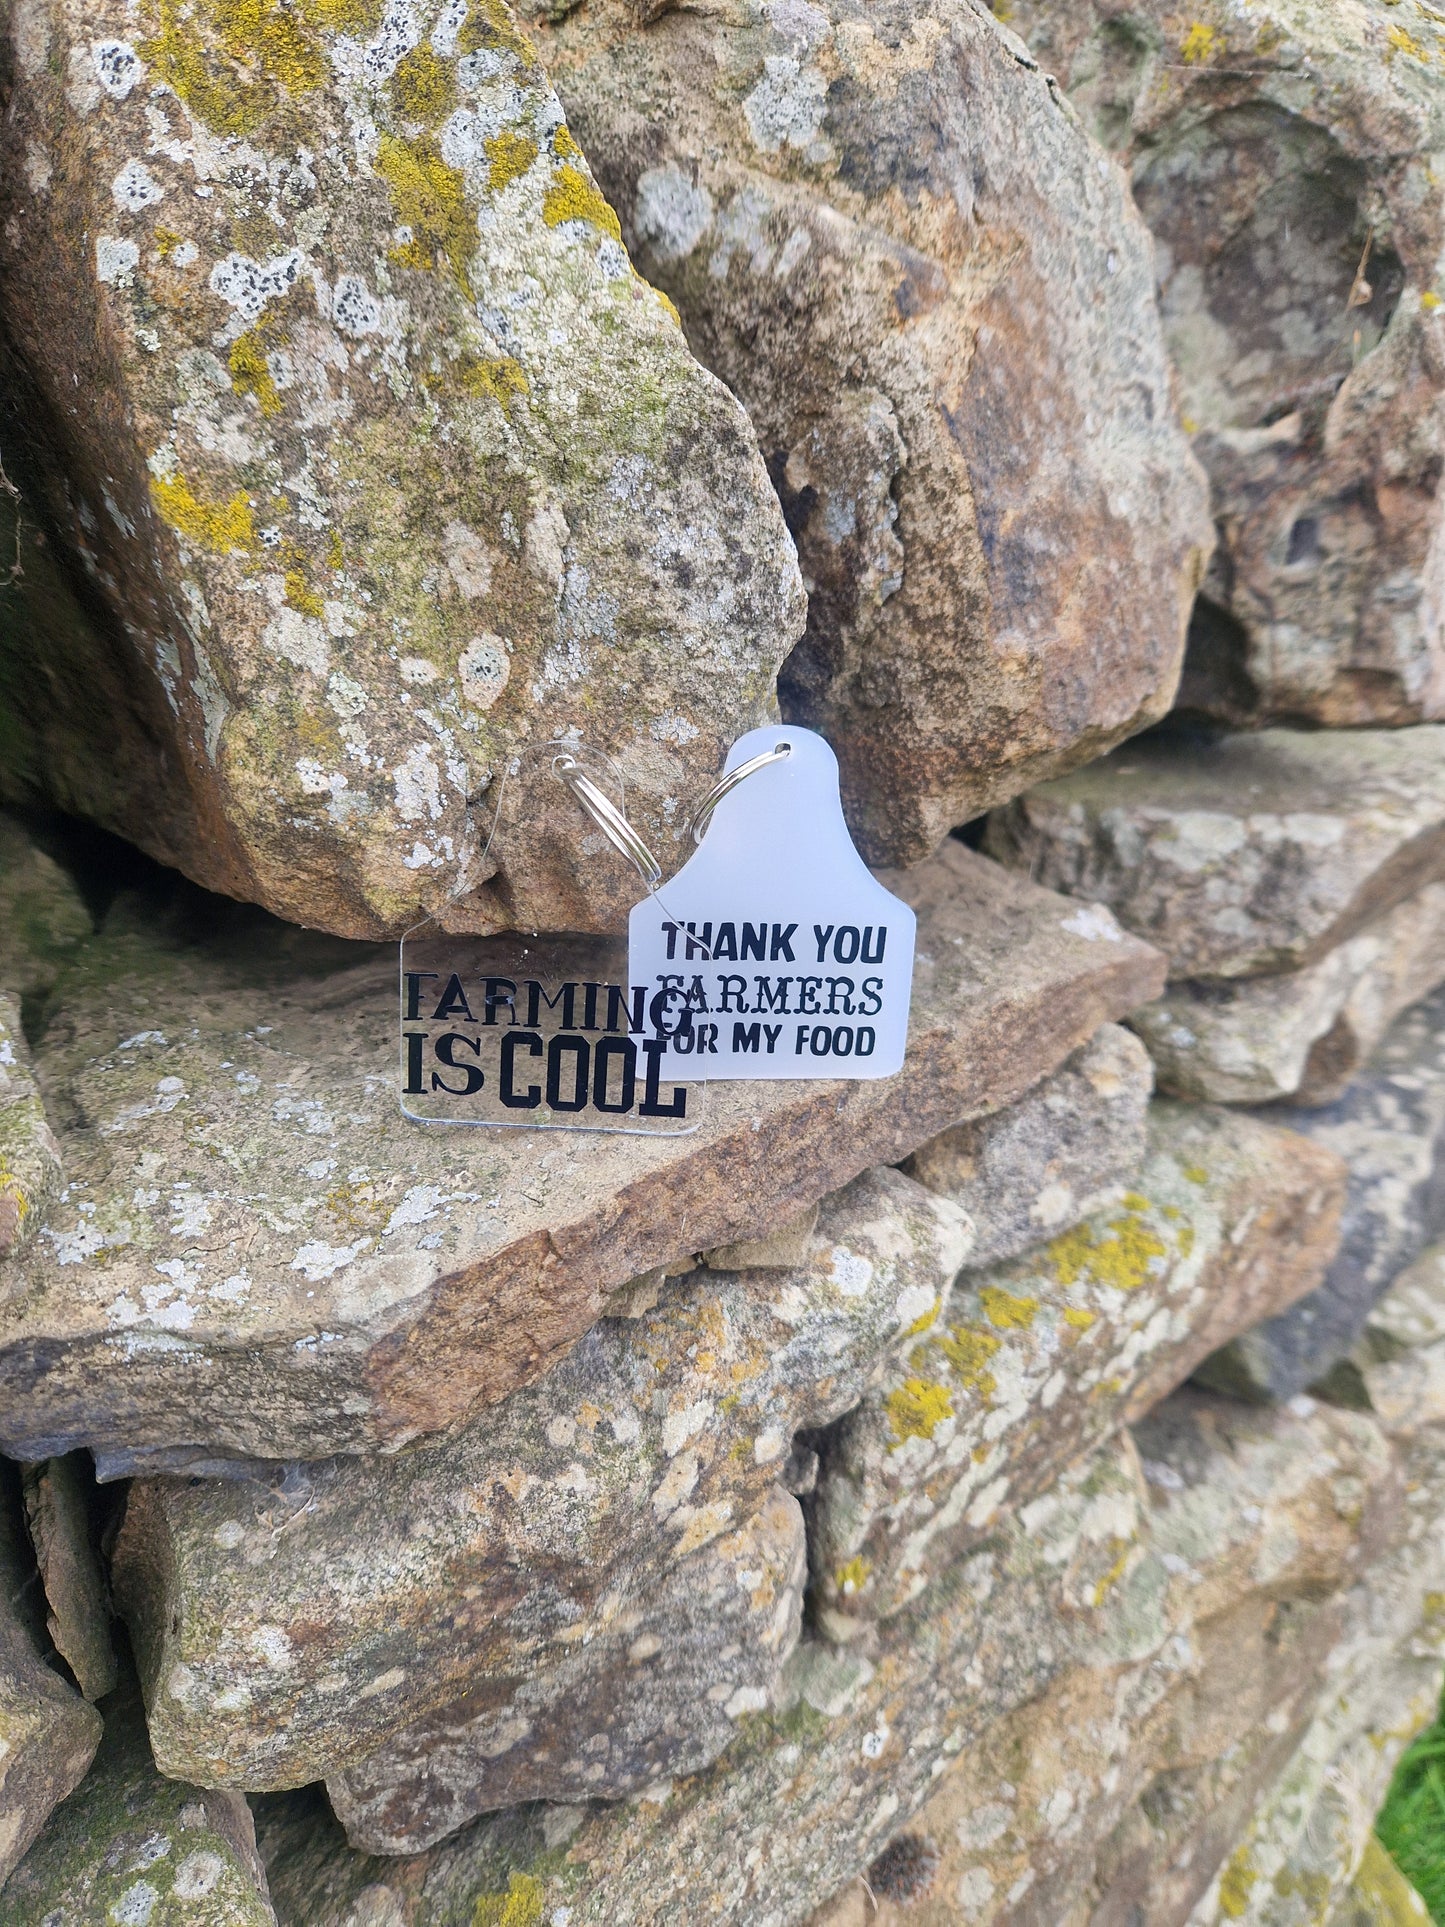 FARMING
IS COOL
THANK YOU
FARMERS
FOR MY FOOD